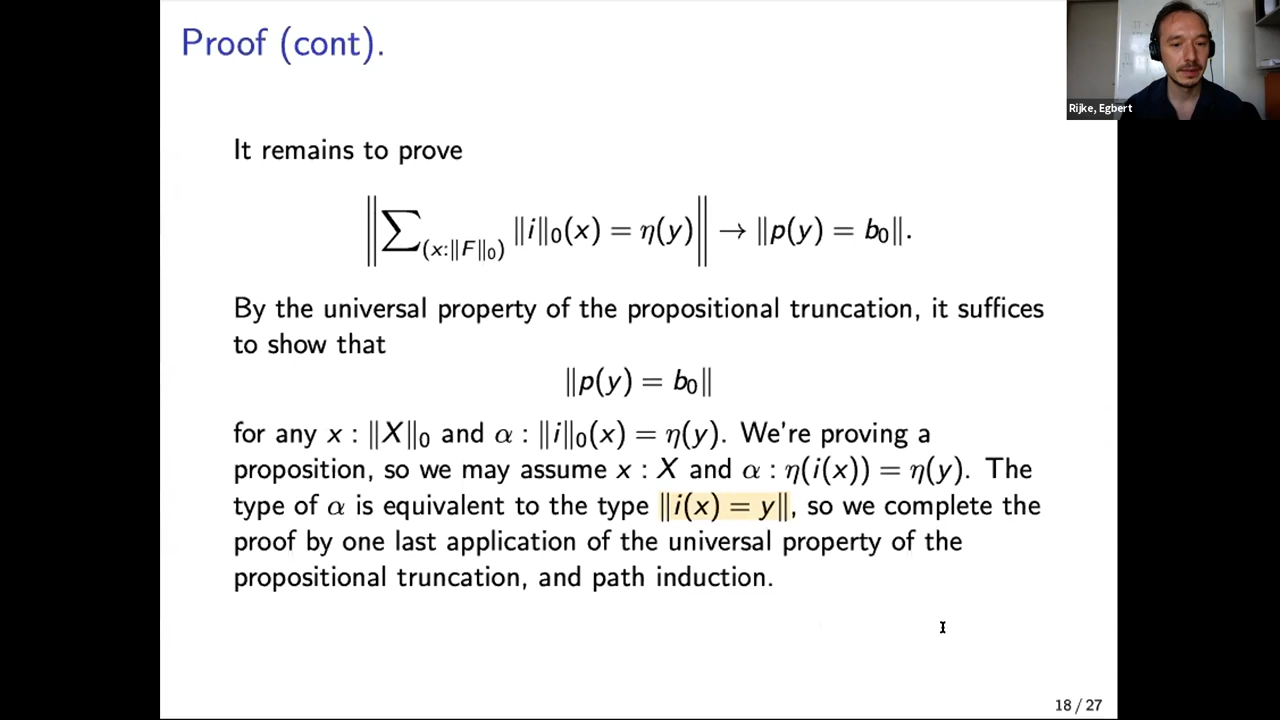 Proof (cont).
Rijke, Egbert
It remains to prove
‖∑(x:‖F‖₀) ‖i‖₀(x) = η(y)‖ → ‖p(y) = b₀‖.
By the universal property of the propositional truncation, it suffices
to show that
‖p(y) = b₀‖
for any x : ‖X‖₀ and α : ‖i‖₀(x) = η(y). We're proving a
proposition, so we may assume x : X and α : η(i(x)) = η(y). The
type of α is equivalent to the type ‖i(x) = y‖, so we complete the
proof by one last application of the universal property of the
propositional truncation, and path induction.
18 / 27